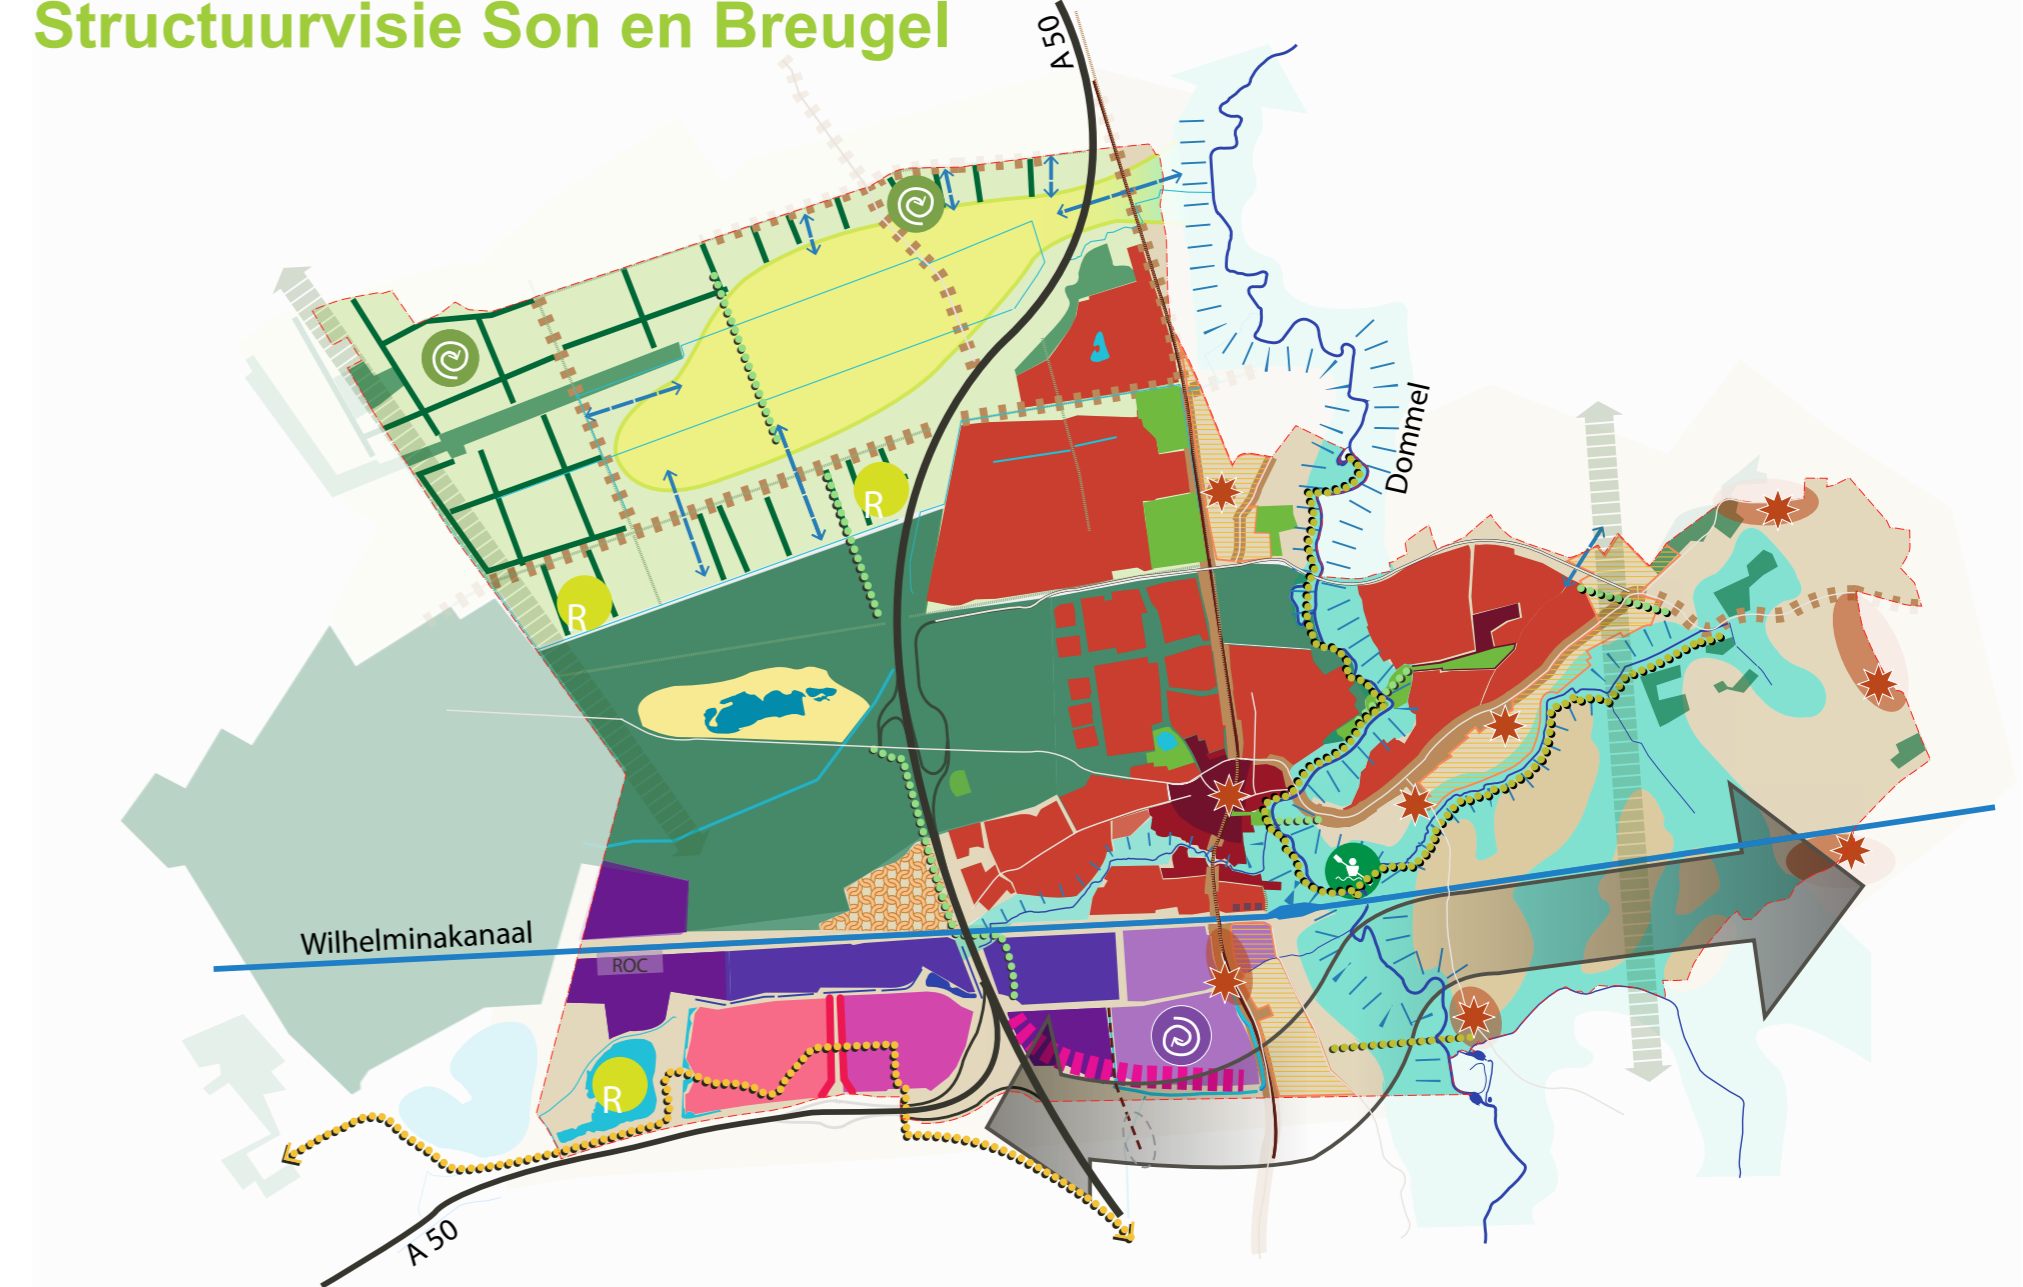 Structuurvisie Son en Breugel
A 50
Dommel
R
R
Wilhelminakanaal
ROC
R
A 50